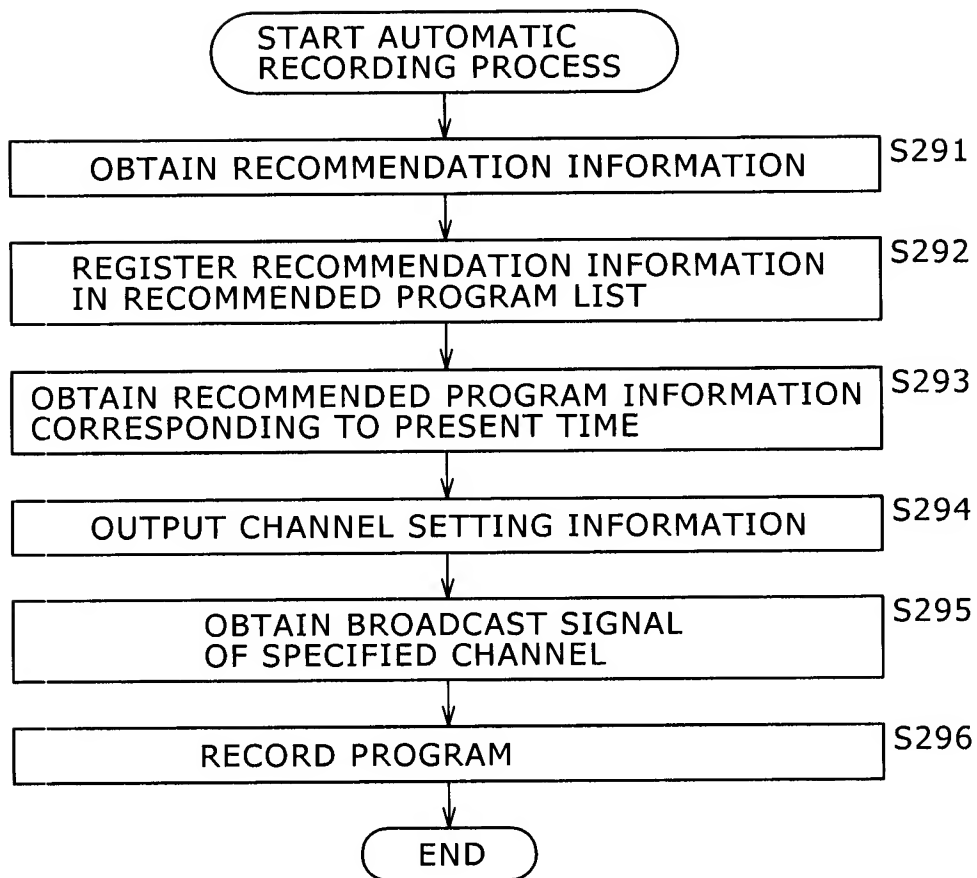 START AUTOMATIC
RECORDING PROCESS
OBTAIN RECOMMENDATION INFORMATION
S291
REGISTER RECOMMENDATION INFORMATION
IN RECOMMENDED PROGRAM LIST
S292
OBTAIN RECOMMENDED PROGRAM INFORMATION
CORRESPONDING TO PRESENT TIME
S293
OUTPUT CHANNEL SETTING INFORMATION
S294
OBTAIN BROADCAST SIGNAL
OF SPECIFIED CHANNEL
S295
RECORD PROGRAM
S296
END